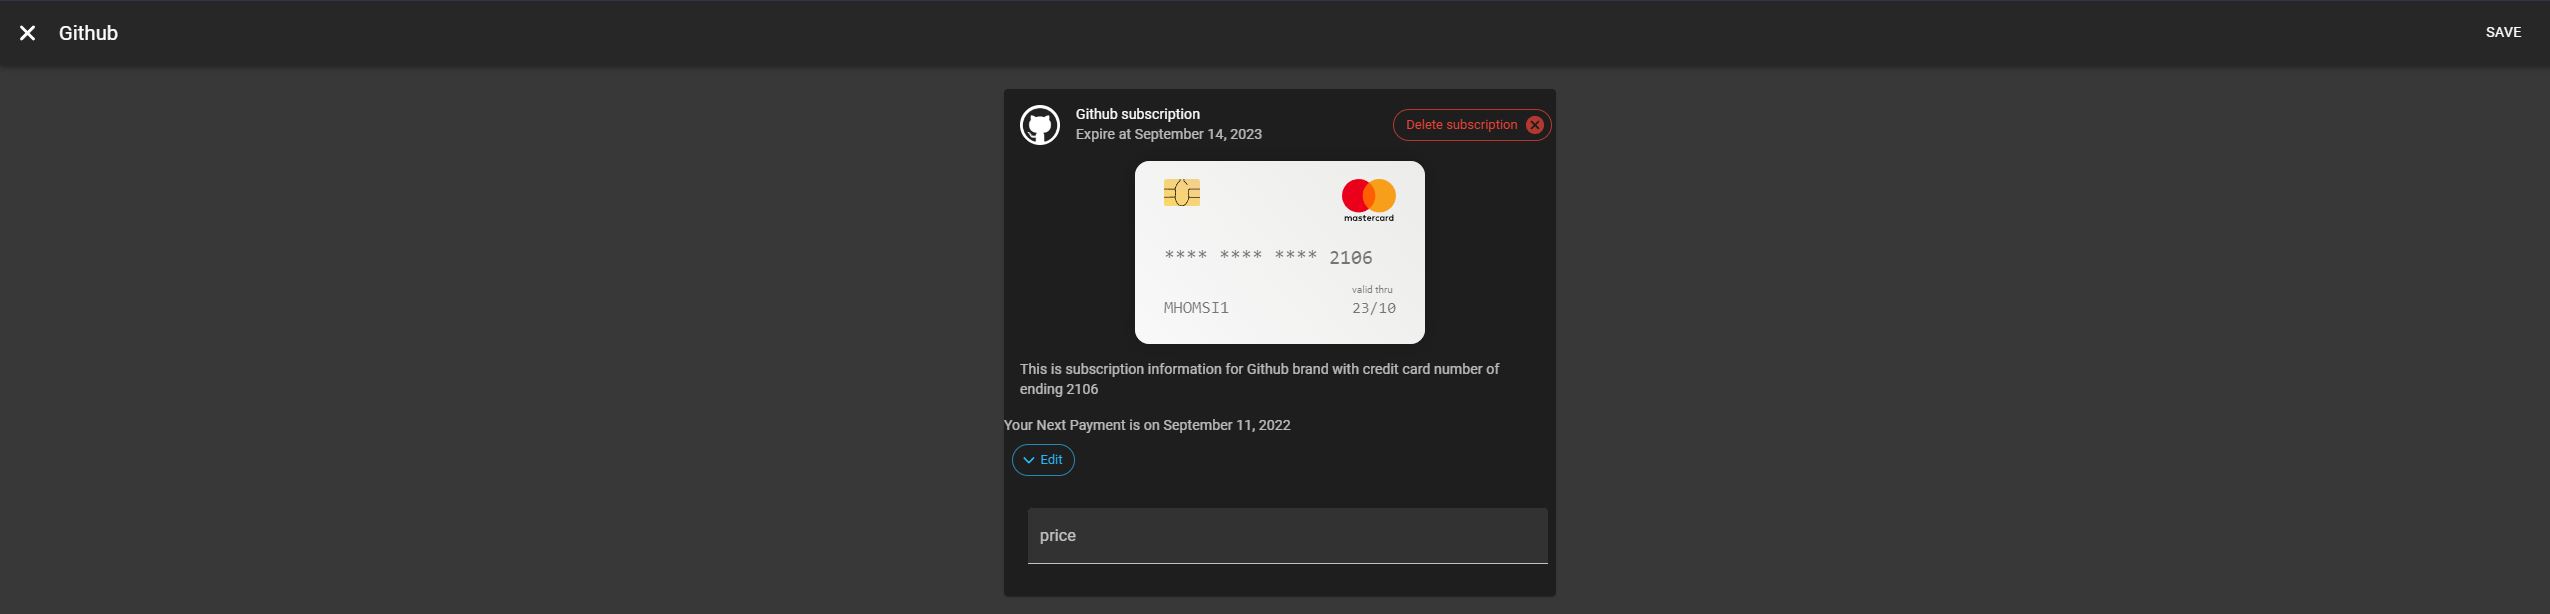 Github
SAVE
Github subscription
Expire at September 14, 2023
Delete subscription
mastercard
**** **** **** 2106
valid thru
MHOMSI1
23/10
This is subscription information for Github brand with credit card number of
ending 2106
Your Next Payment is on September 11, 2022
Edit
price